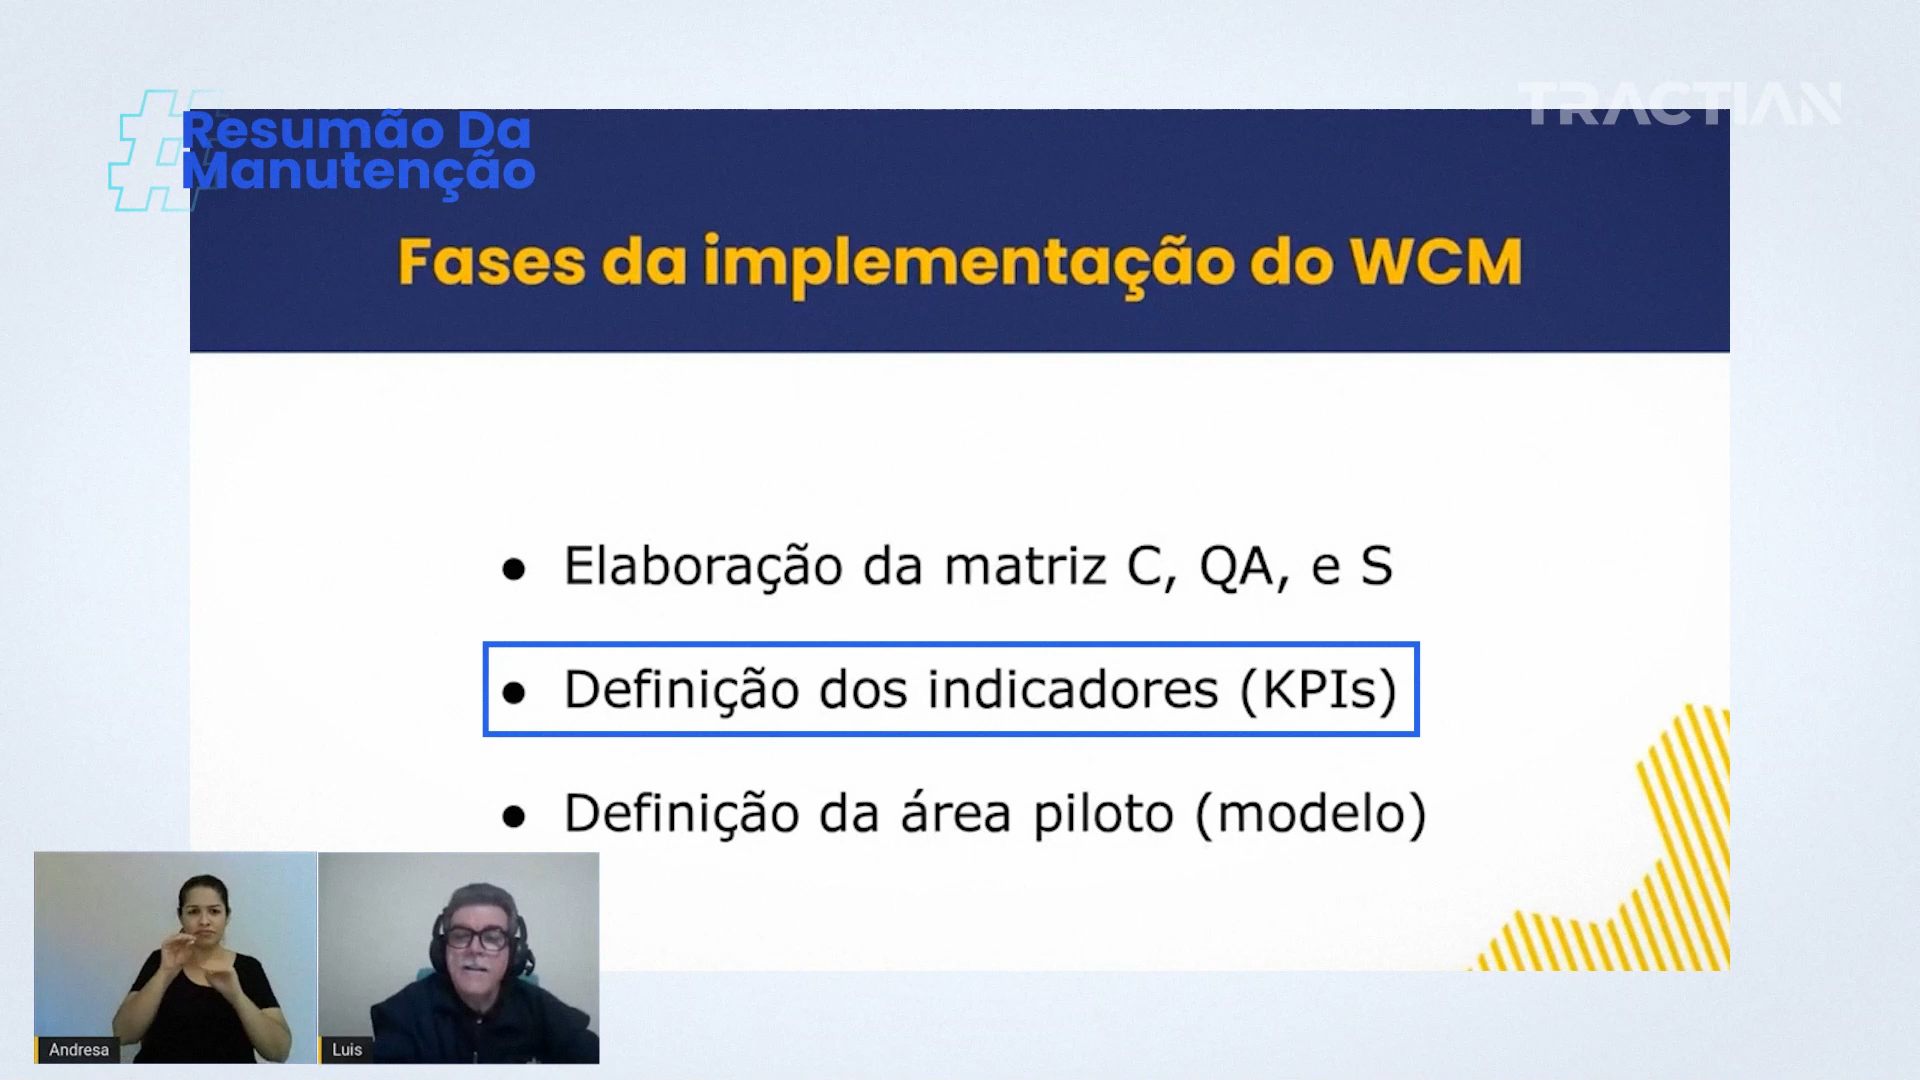 #Resumão Da
Manutenção
TRACTIAN
Fases da implementação do WCM
● Elaboração da matriz C, QA, e S
● Definição dos indicadores (KPIs)
● Definição da área piloto (modelo)
Andresa
Luis